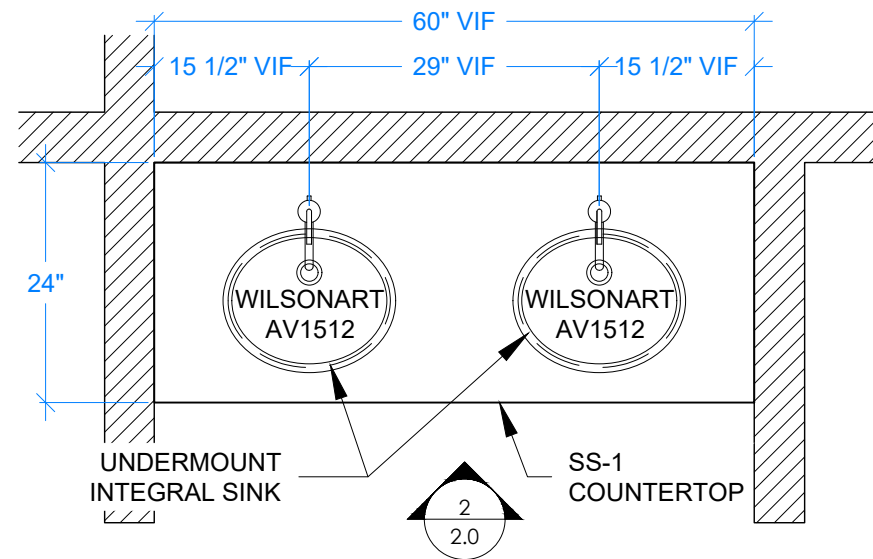 60" VIF
15 1/2" VIF
29" VIF
15 1/2" VIF
24"
WILSONART
AV1512
WILSONART
AV1512
UNDERMOUNT
INTEGRAL SINK
SS-1
COUNTERTOP
2
2.0